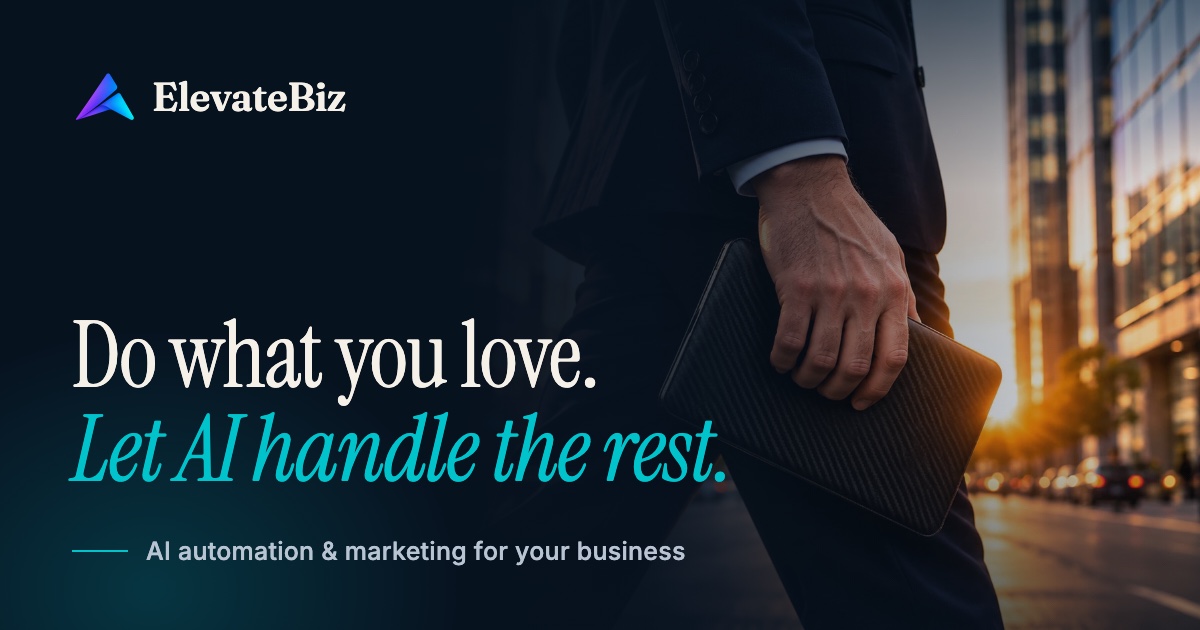 ElevateBiz
Do what you love.
Let AI handle the rest.
AI automation & marketing for your business